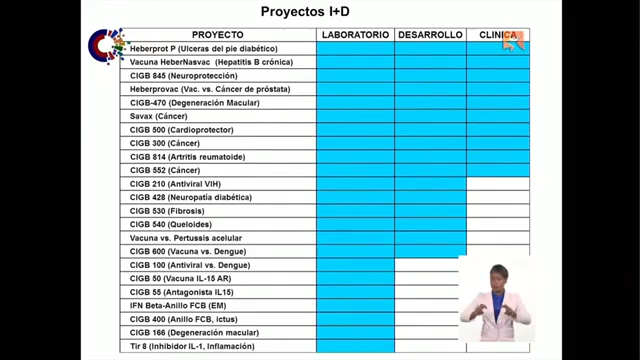 Proyectos I+D
PROYECTO LABORATORIO DESARROLLO CLINICA
Heberprot P (Ulceras del pie diabético)
Vacuna HeberNasvac (Hepatitis B crónica)
CIGB 845 (Neuroprotección)
Heberprovac (Vac. vs. Cáncer de próstata)
CIGB-470 (Degeneración Macular)
Savax (Cáncer)
CIGB 500 (Cardioprotector)
CIGB 300 (Cáncer)
CIGB 814 (Artritis reumatoide)
CIGB 552 (Cáncer)
CIGB 210 (Antiviral VIH)
CIGB 428 (Neuropatía diabética)
CIGB 530 (Fibrosis)
CIGB 540 (Queloides)
Vacuna vs. Pertussis acelular
CIGB 600 (Vacuna vs. Dengue)
CIGB 100 (Antiviral vs. Dengue)
CIGB 50 (Vacuna IL-15 AR)
CIGB 55 (Antagonista IL15)
IFN Beta-Anillo FCB (EM)
CIGB 400 (Anillo FCB, ictus)
CIGB 166 (Degeneración macular)
Tir 8 (Inhibidor IL-1, Inflamación)